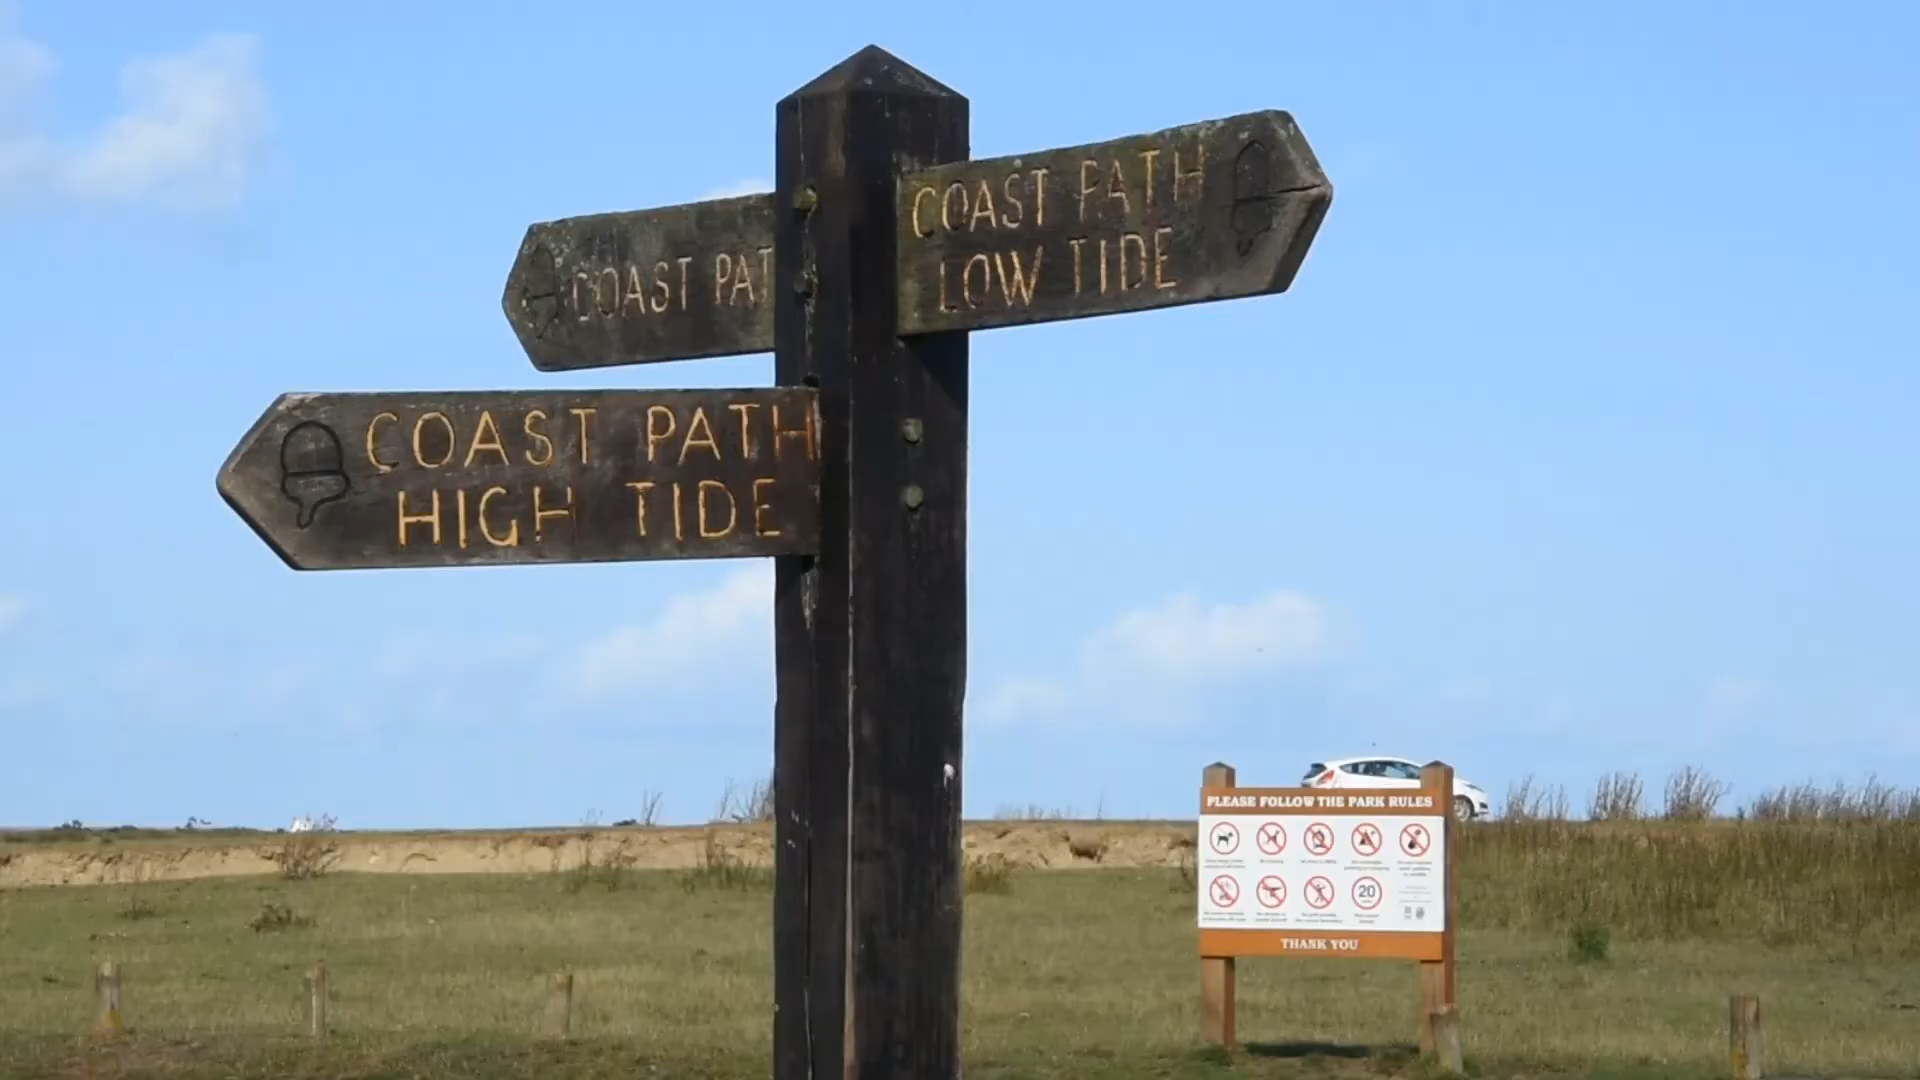 COAST PATH
LOW TIDE
COAST PAT
COAST PATH
HIGH TIDE
PLEASE FOLLOW THE PARK RULES
20
THANK YOU